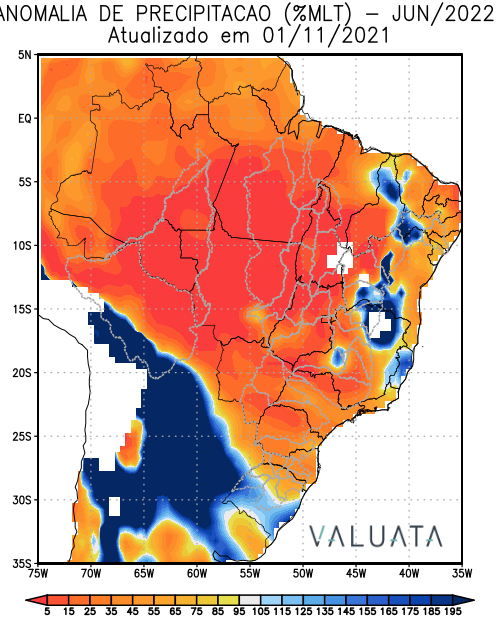 ANOMALIA DE PRECIPITACAO (%MLT) – JUN/2022
Atualizado em 01/11/2021
5N
EQ
5S
10S
15S
20S
25S
30S
35S
VALUATA
75W 70W 65W 60W 55W 50W 45W 40W 35W
5 15 25 35 45 55 65 75 85 95 105 115 125 135 145 155 165 175 185 195